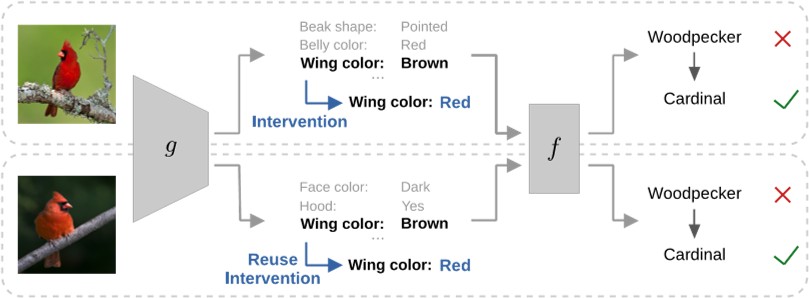 Beak shape: Pointed
Belly color: Red
Wing color: Brown
...
Wing color: Red
Intervention
g
f
Woodpecker
Cardinal
Face color: Dark
Hood: Yes
Wing color: Brown
...
Reuse
Intervention
Wing color: Red
Woodpecker
Cardinal